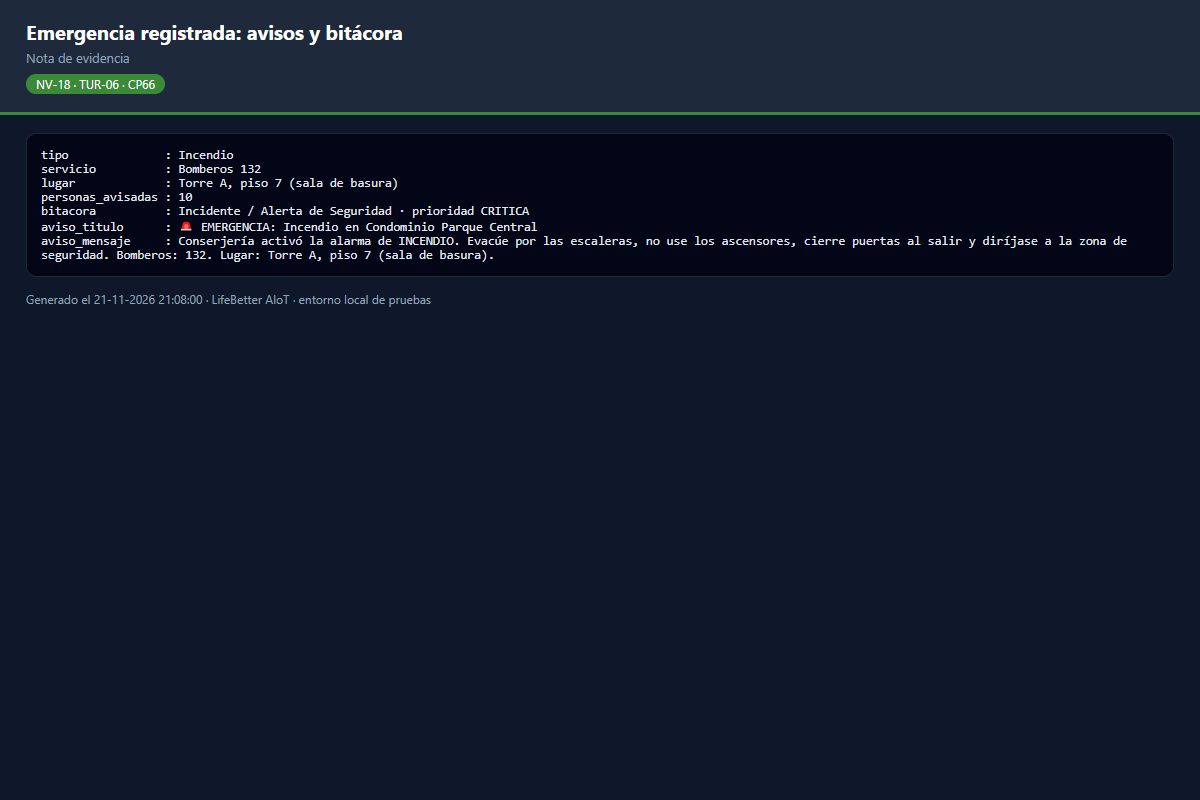 Emergencia registrada: avisos y bitácora
Nota de evidencia
NV-18 · TUR-06 · CP66
tipo : Incendio
servicio : Bomberos 132
lugar : Torre A, piso 7 (sala de basura)
personas_avisadas : 10
bitacora : Incidente / Alerta de Seguridad · prioridad CRITICA
aviso_titulo : 🚨 EMERGENCIA: Incendio en Condominio Parque Central
aviso_mensaje : Conserjería activó la alarma de INCENDIO. Evacúe por las escaleras, no use los ascensores, cierre puertas al salir y diríjase a la zona de
seguridad. Bomberos: 132. Lugar: Torre A, piso 7 (sala de basura).
Generado el 21-11-2026 21:08:00 · LifeBetter AIoT · entorno local de pruebas